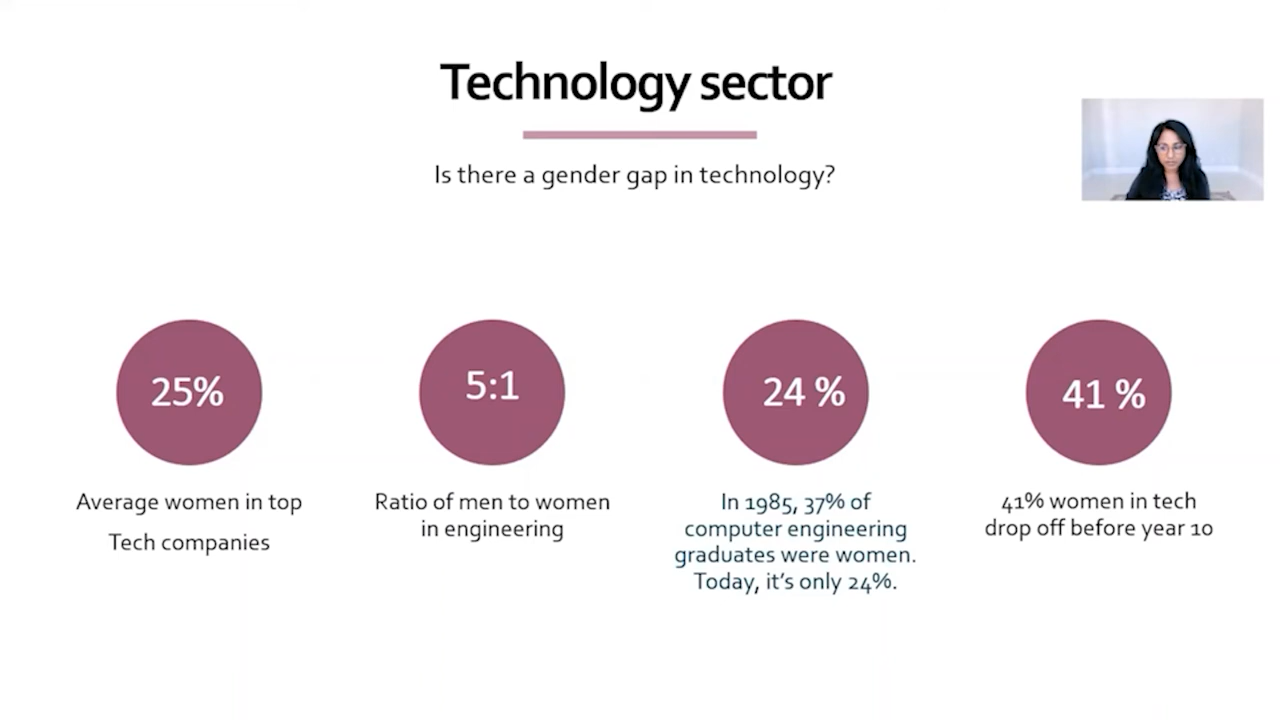 Technology sector
Is there a gender gap in technology?
25%
Average women in top
Tech companies
5:1
Ratio of men to women
in engineering
24 %
In 1985, 37% of
computer engineering
graduates were women.
Today, it’s only 24%.
41 %
41% women in tech
drop off before year 10